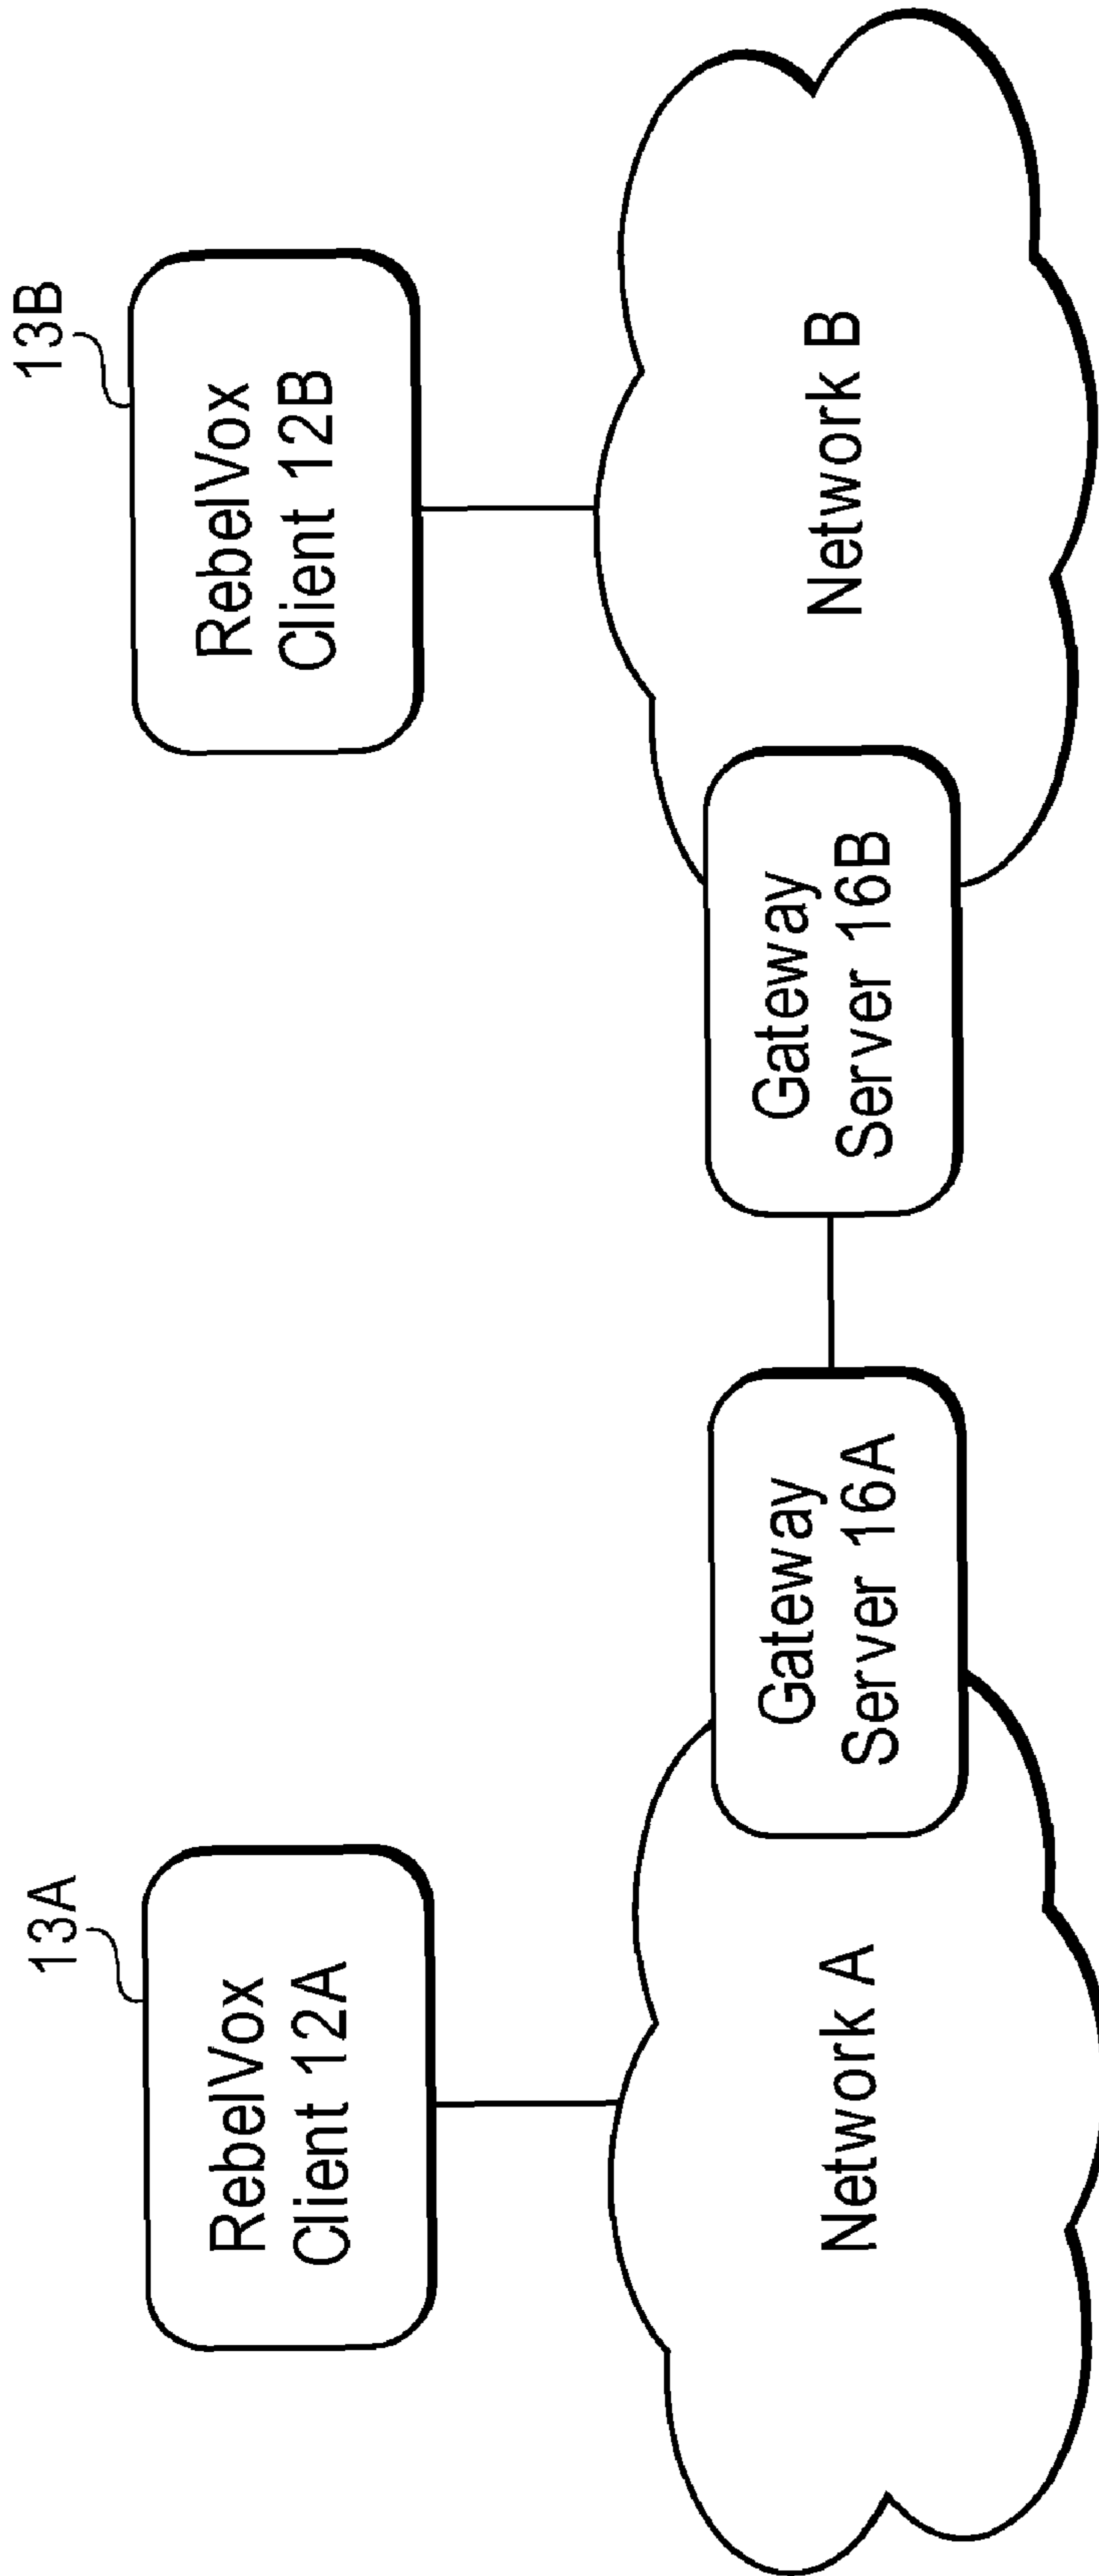 13A
RebelVox
Client 12A
13B
RebelVox
Client 12B
Network A
Gateway
Server 16A
Gateway
Server 16B
Network B